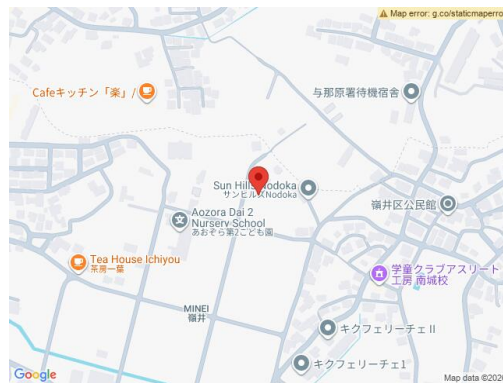 Map error: g.co/staticmaperro
Cafeキッチン「楽」/
与那原署待機宿舎
Sun Hills Nodoka
サンヒルズNodoka
嶺井区公民館
Aozora Dai 2
Nursery School
あおぞら第2こども園
Tea House Ichiyou
茶房一葉
学童クラブアスリート
工房 南城校
MINEI
嶺井
キクフェリーチェⅡ
キクフェリーチェ1
Google
Map data ©202